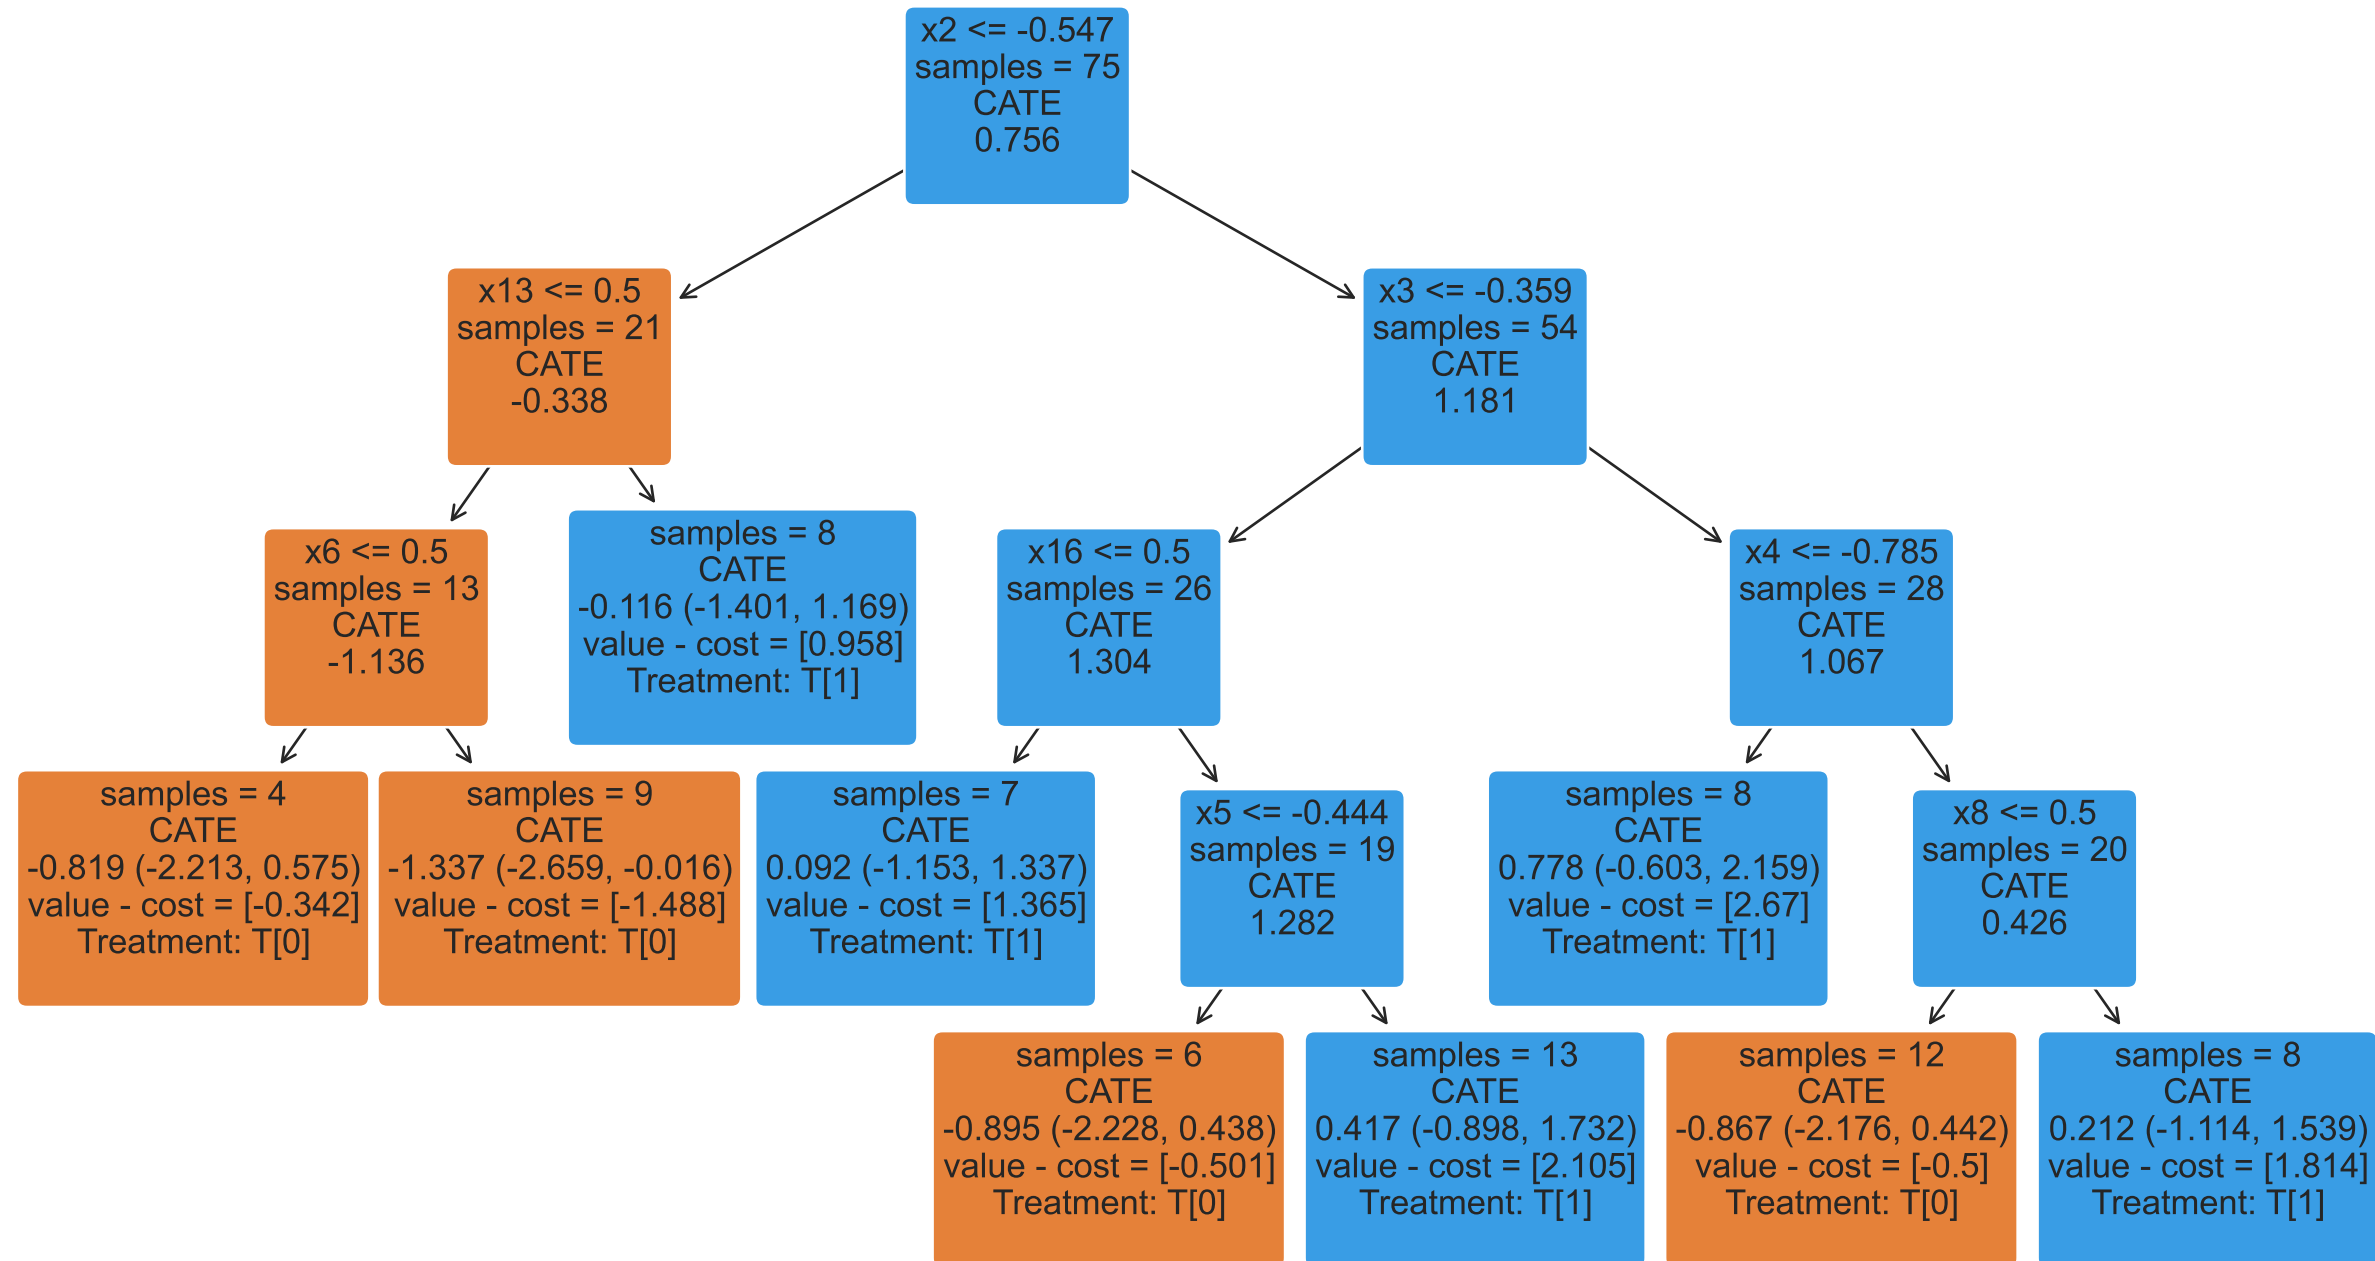 x2 <= -0.547
samples = 75
CATE
0.756
x13 <= 0.5
samples = 21
CATE
-0.338
x3 <= -0.359
samples = 54
CATE
1.181
x6 <= 0.5
samples = 13
CATE
-1.136
samples = 8
CATE
-0.116 (-1.401, 1.169)
value - cost = [0.958]
Treatment: T[1]
x16 <= 0.5
samples = 26
CATE
1.304
x4 <= -0.785
samples = 28
CATE
1.067
samples = 4
CATE
-0.819 (-2.213, 0.575)
value - cost = [-0.342]
Treatment: T[0]
samples = 9
CATE
-1.337 (-2.659, -0.016)
value - cost = [-1.488]
Treatment: T[0]
samples = 7
CATE
0.092 (-1.153, 1.337)
value - cost = [1.365]
Treatment: T[1]
x5 <= -0.444
samples = 19
CATE
1.282
samples = 8
CATE
0.778 (-0.603, 2.159)
value - cost = [2.67]
Treatment: T[1]
x8 <= 0.5
samples = 20
CATE
0.426
samples = 6
CATE
-0.895 (-2.228, 0.438)
value - cost = [-0.501]
Treatment: T[0]
samples = 13
CATE
0.417 (-0.898, 1.732)
value - cost = [2.105]
Treatment: T[1]
samples = 12
CATE
-0.867 (-2.176, 0.442)
value - cost = [-0.5]
Treatment: T[0]
samples = 8
CATE
0.212 (-1.114, 1.539)
value - cost = [1.814]
Treatment: T[1]